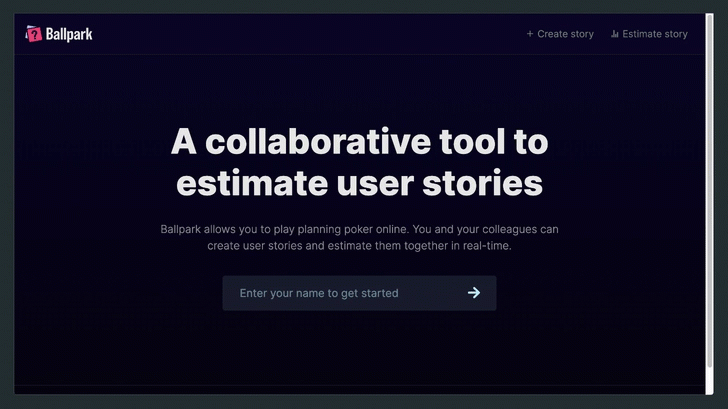 ? Ballpark
+ Create story
Estimate story
A collaborative tool to
estimate user stories
Ballpark allows you to play planning poker online. You and your colleagues can
create user stories and estimate them together in real-time.
Enter your name to get started